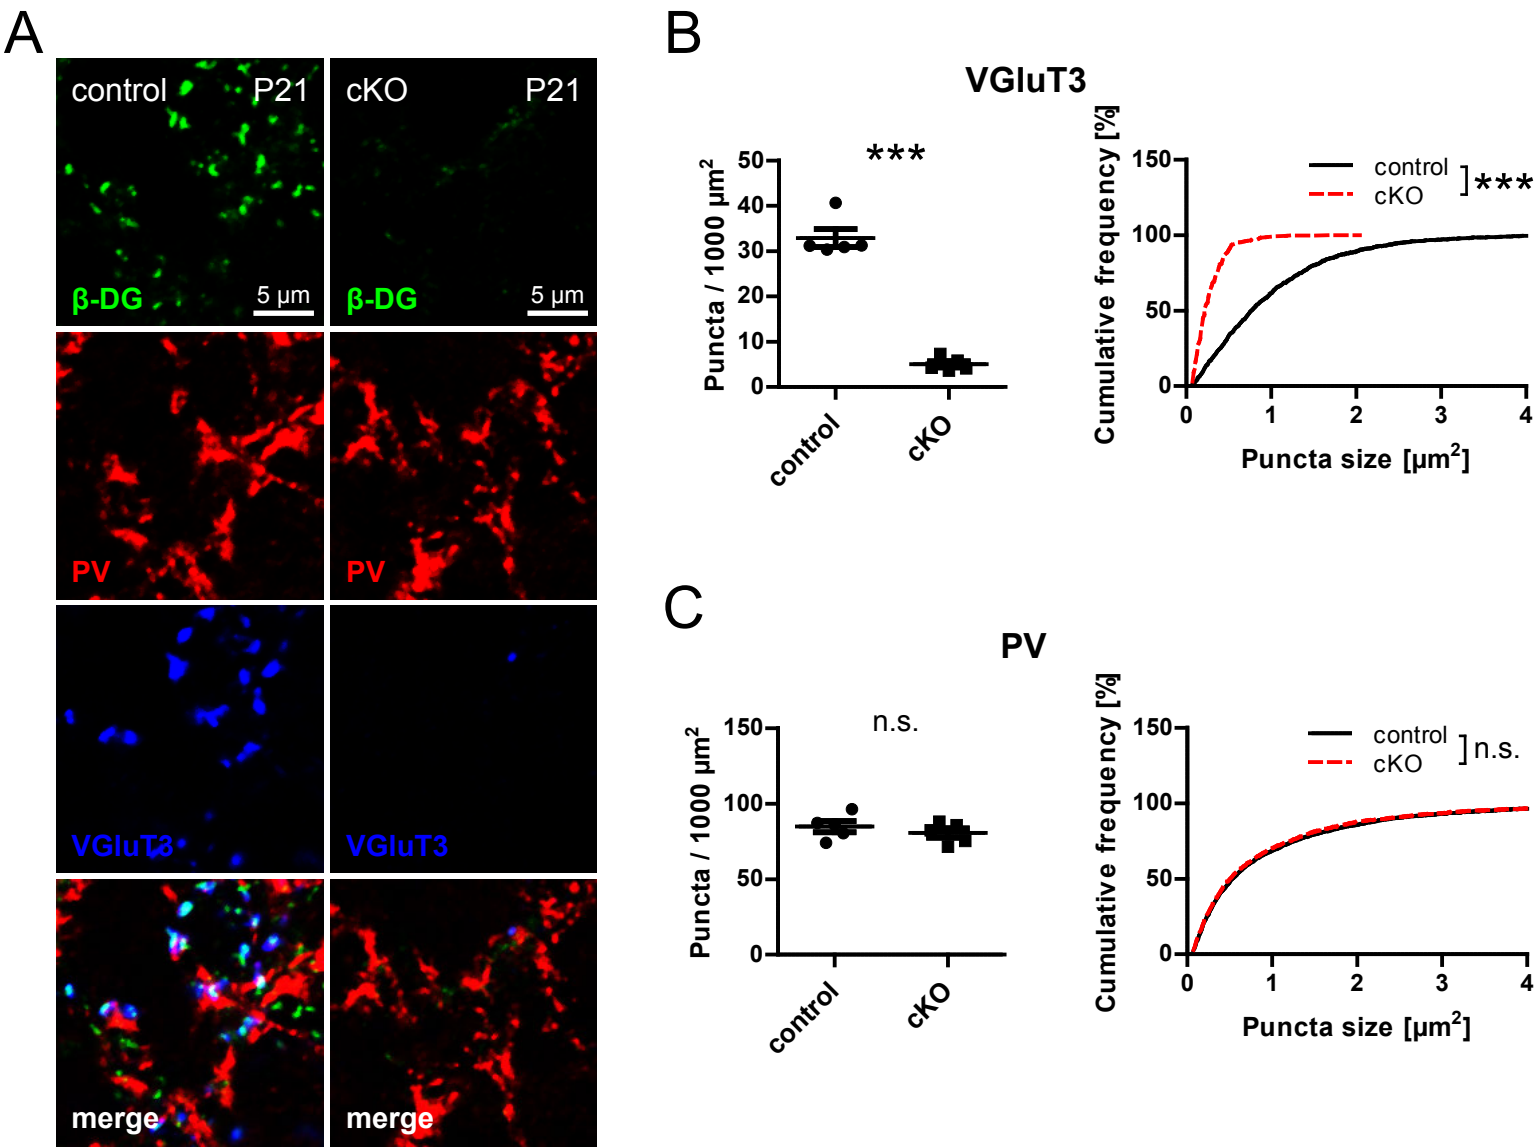 A
control P21
β-DG
5 µm
cKO P21
β-DG
5 µm
PV
PV
VGluT3
VGluT3
merge
merge
B
VGluT3
Puncta / 1000 µm²
50
40
30
20
10
0
***
control
cKO
Cumulative frequency [%]
150
100
50
0
control
cKO
***
0 1 2 3 4
Puncta size [µm²]
C
PV
Puncta / 1000 µm²
150
100
50
0
n.s.
control
cKO
Cumulative frequency [%]
150
100
50
0
control
cKO
n.s.
0 1 2 3 4
Puncta size [µm²]